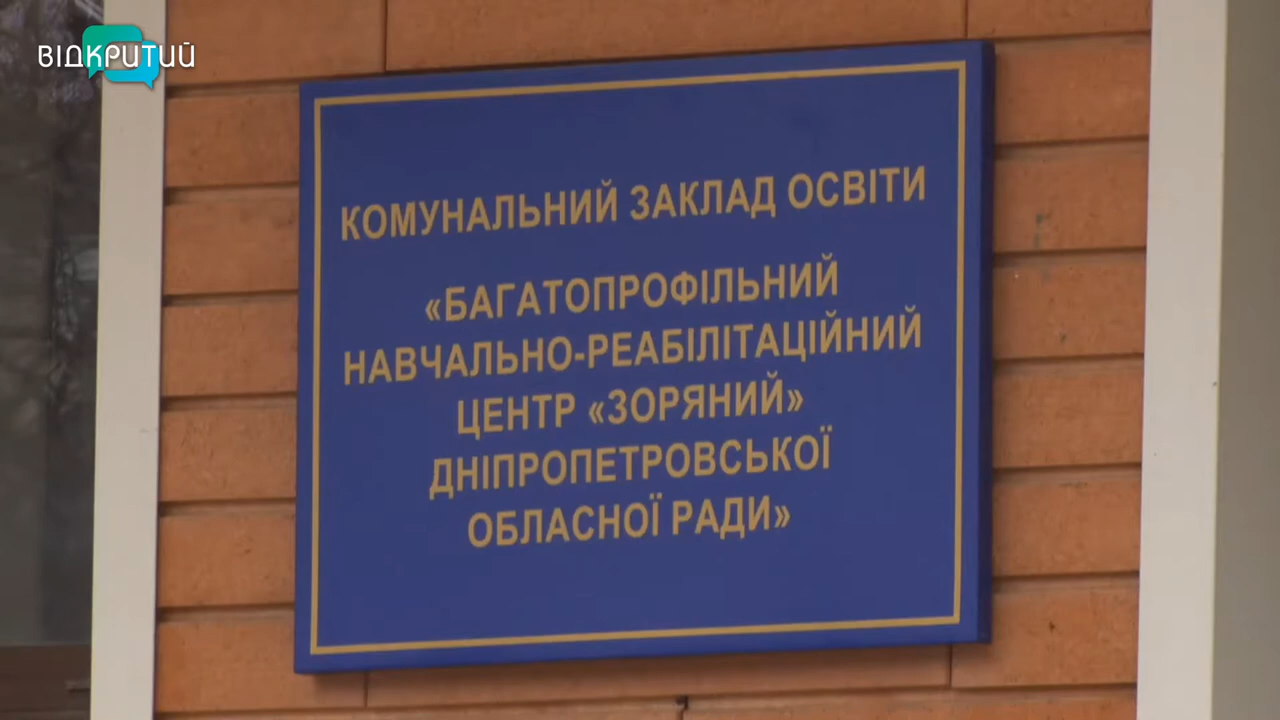 ВІДКРИТИЙ
КОМУНАЛЬНИЙ ЗАКЛАД ОСВІТИ
«БАГАТОПРОФІЛЬНИЙ
НАВЧАЛЬНО-РЕАБІЛІТАЦІЙНИЙ
ЦЕНТР «ЗОРЯНИЙ»
ДНІПРОПЕТРОВСЬКОЇ
ОБЛАСНОЇ РАДИ»